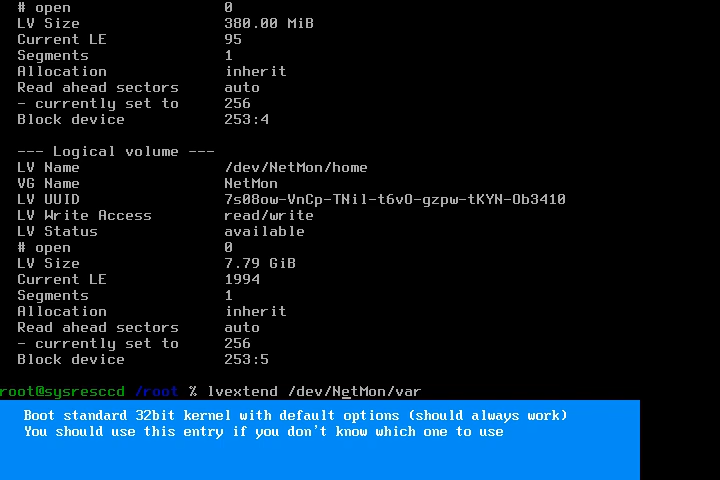 # open 0
LV Size 380.00 MiB
Current LE 95
Segments 1
Allocation inherit
Read ahead sectors auto
- currently set to 256
Block device 253:4
--- Logical volume ---
LV Name /dev/NetMon/home
VG Name NetMon
LV UUID 7s08ow-VnCp-TNil-t6vO-gzpw-tKYN-Ob3410
LV Write Access read/write
LV Status available
# open 0
LV Size 7.79 GiB
Current LE 1994
Segments 1
Allocation inherit
Read ahead sectors auto
- currently set to 256
Block device 253:5
root@sysresccd /root % lvextend /dev/NetMon/var
Boot standard 32bit kernel with default options (should always work)
You should use this entry if you don't know which one to use